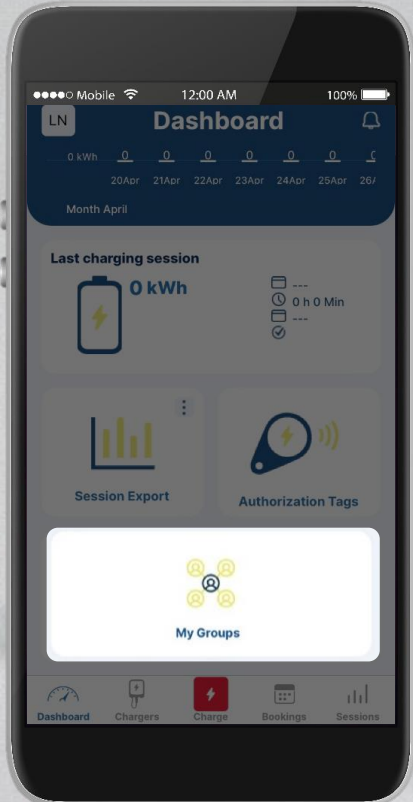 Mobile 12:00 AM 100%
LN Dashboard
0 kWh 0 0 0 0 0 0
20Apr 21Apr 22Apr 23Apr 24Apr 25Apr
Month April
Last charging session
0 kWh
---
0 h 0 Min
---
Session Export
Authorization Tags
My Groups
Dashboard Chargers Charge Bookings Sessions